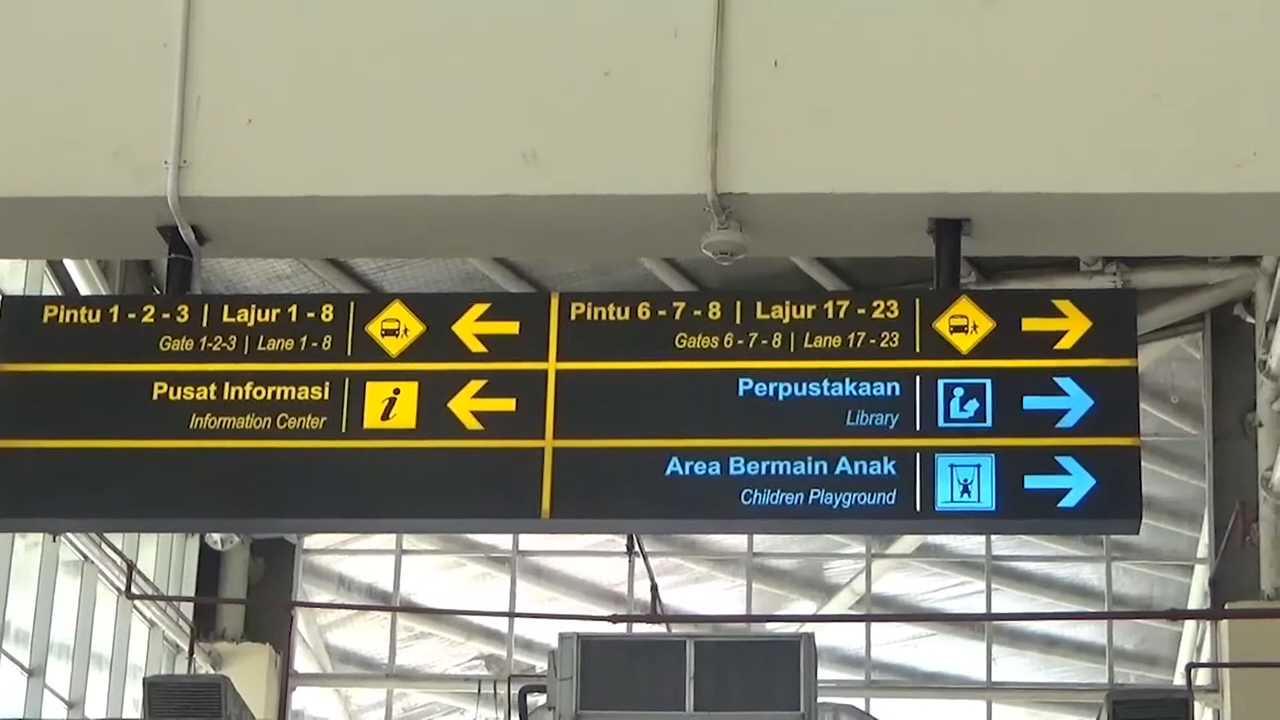 Pintu 1 - 2 - 3 | Lajur 1 - 8
Gate 1-2-3 | Lane 1 - 8
Pusat Informasi
Information Center
Pintu 6 - 7 - 8 | Lajur 17 - 23
Gates 6 - 7 - 8 | Lane 17 - 23
Perpustakaan
Library
Area Bermain Anak
Children Playground